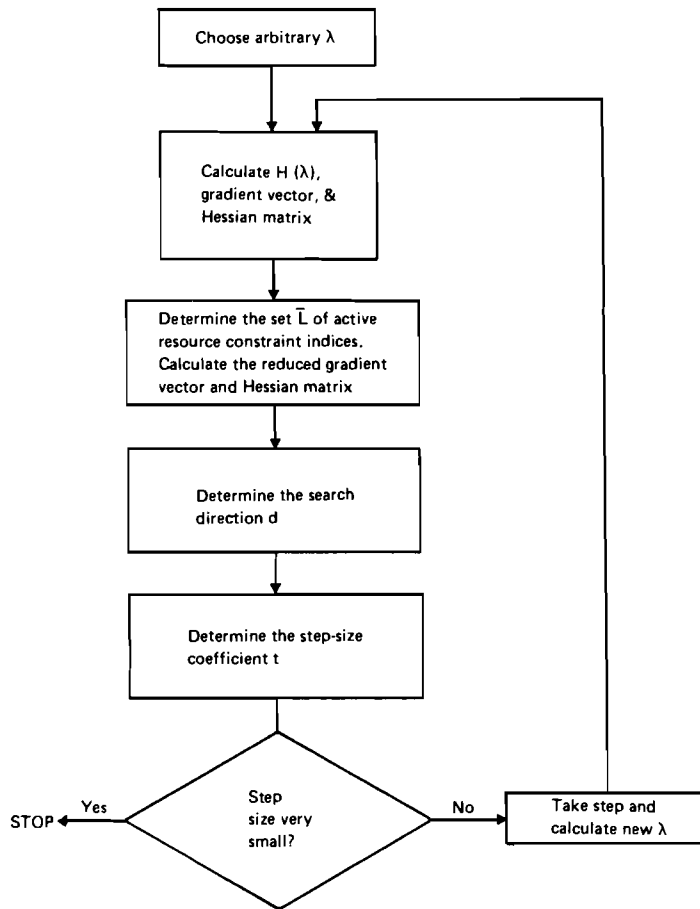 Choose arbitrary λ
Calculate H (λ),
gradient vector, &
Hessian matrix
Determine the set L̅ of active
resource constraint indices.
Calculate the reduced gradient
vector and Hessian matrix
Determine the search
direction d
Determine the step-size
coefficient t
Step
size very
small?
Yes
STOP
No
Take step and
calculate new λ